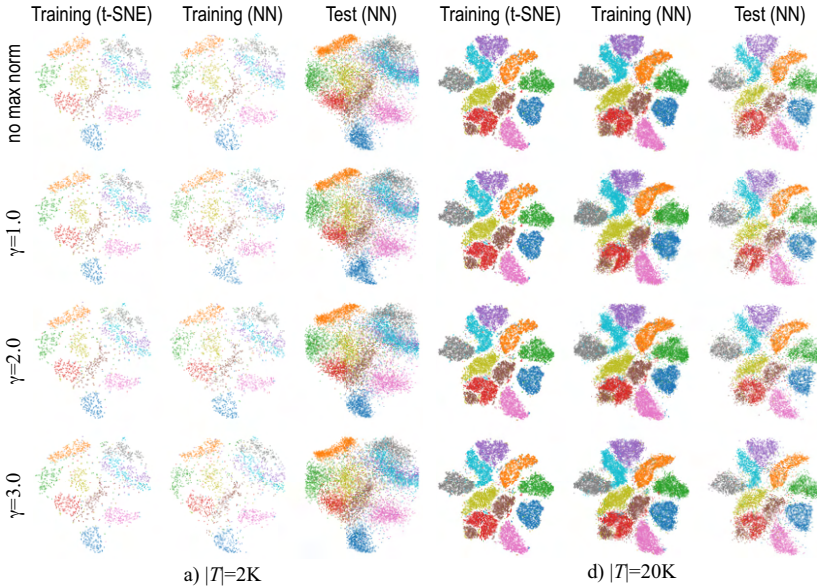 Training (t-SNE) Training (NN) Test (NN) Training (t-SNE) Training (NN) Test (NN)
no max norm
γ=1.0
γ=2.0
γ=3.0
a) |T|=2K d) |T|=20K